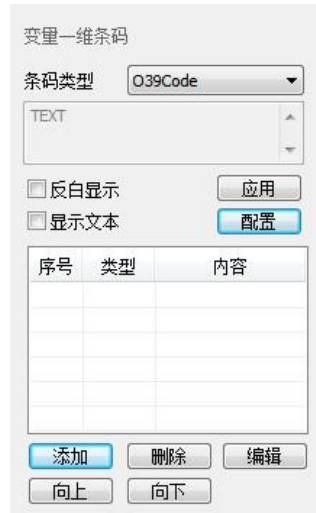 变量一维条码
条码类型 O39Code
TEXT
反白显示 应用
显示文本 配置
序号 类型 内容
添加 删除 编辑
向上 向下